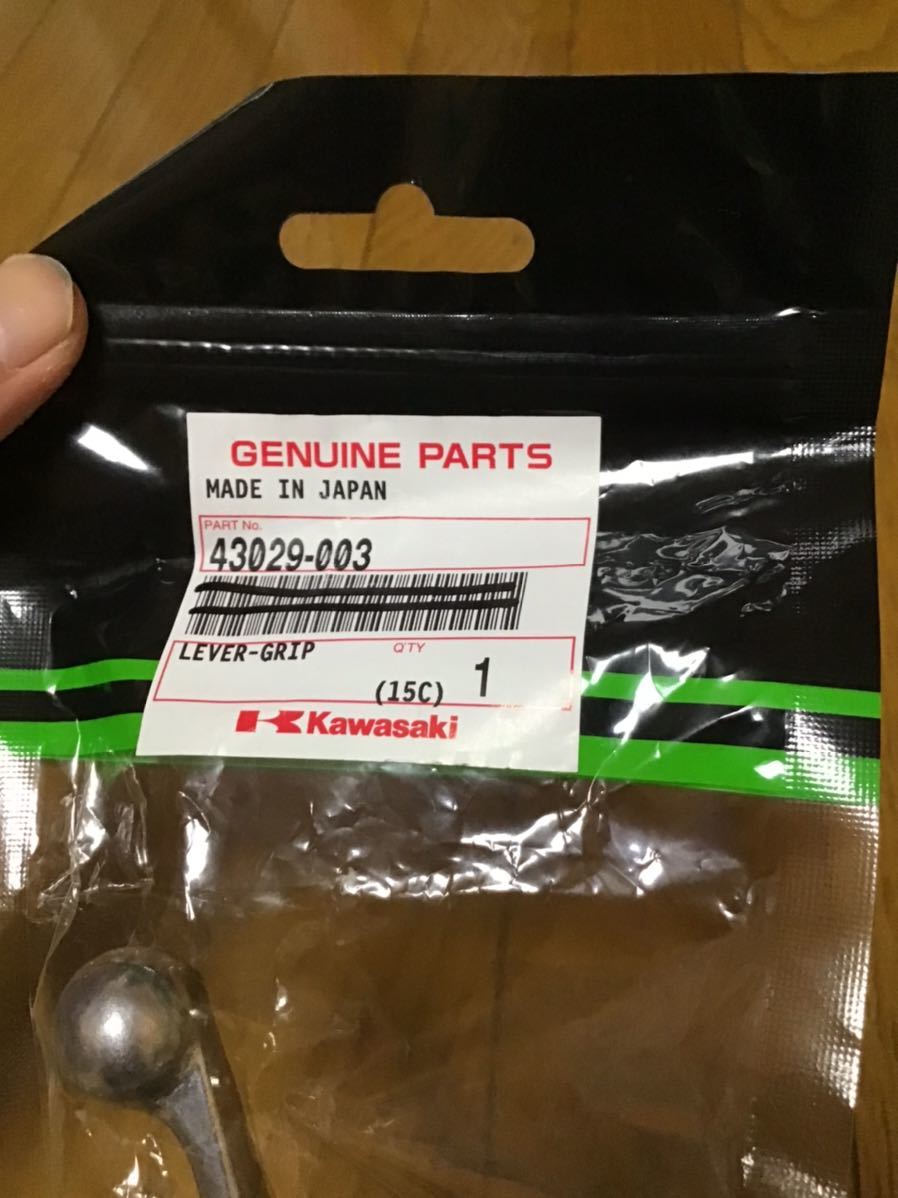 GENUINE PARTS
MADE IN JAPAN
PART No.
43029-003
LEVER-GRIP
Q'TY
(15C) 1
Kawasaki